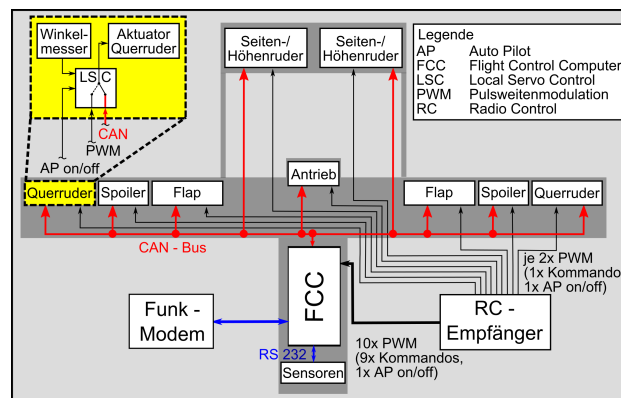 Winkel-
messer
Aktuator
Querruder
LSC
CAN
PWM
AP on/off
Seiten-/
Höhenruder
Seiten-/
Höhenruder
Legende
AP Auto Pilot
FCC Flight Control Computer
LSC Local Servo Control
PWM Pulsweitenmodulation
RC Radio Control
Antrieb
Querruder
Spoiler
Flap
Flap
Spoiler
Querruder
CAN - Bus
je 2x PWM
(1x Kommando
1x AP on/off)
FCC
Funk -
Modem
RC -
Empfänger
RS 232
10x PWM
(9x Kommandos,
1x AP on/off)
Sensoren